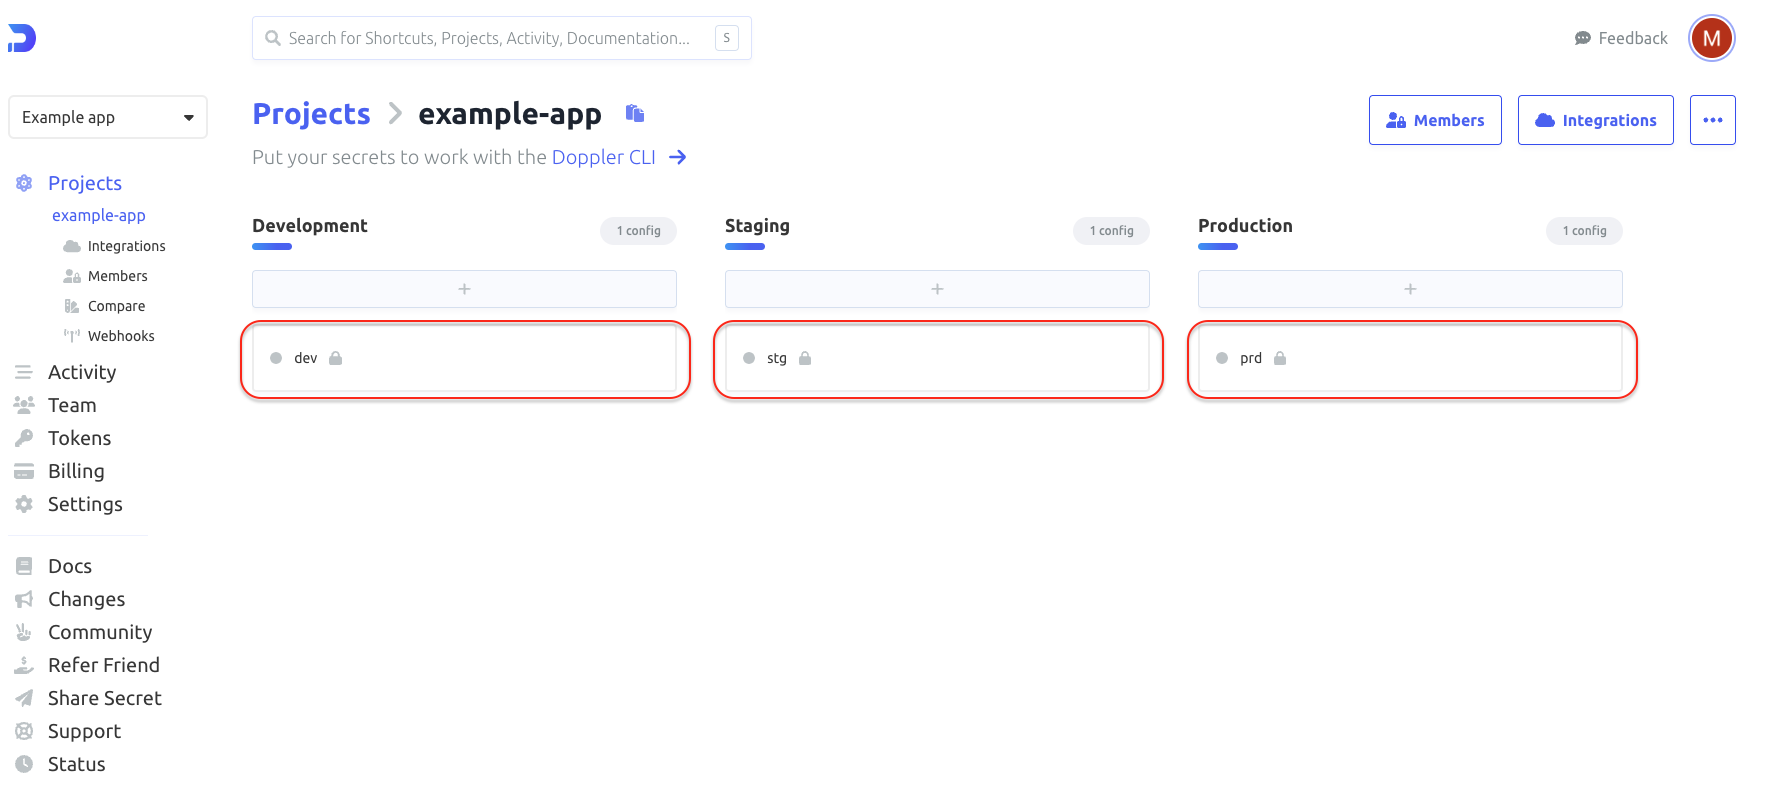 Search for Shortcuts, Projects, Activity, Documentation... S
Feedback
M
Example app
Projects
example-app
Integrations
Members
Compare
Webhooks
Activity
Team
Tokens
Billing
Settings
Docs
Changes
Community
Refer Friend
Share Secret
Support
Status
Projects > example-app
Members
Integrations
...
Put your secrets to work with the Doppler CLI →
Development
1 config
+
dev
Staging
1 config
+
stg
Production
1 config
+
prd